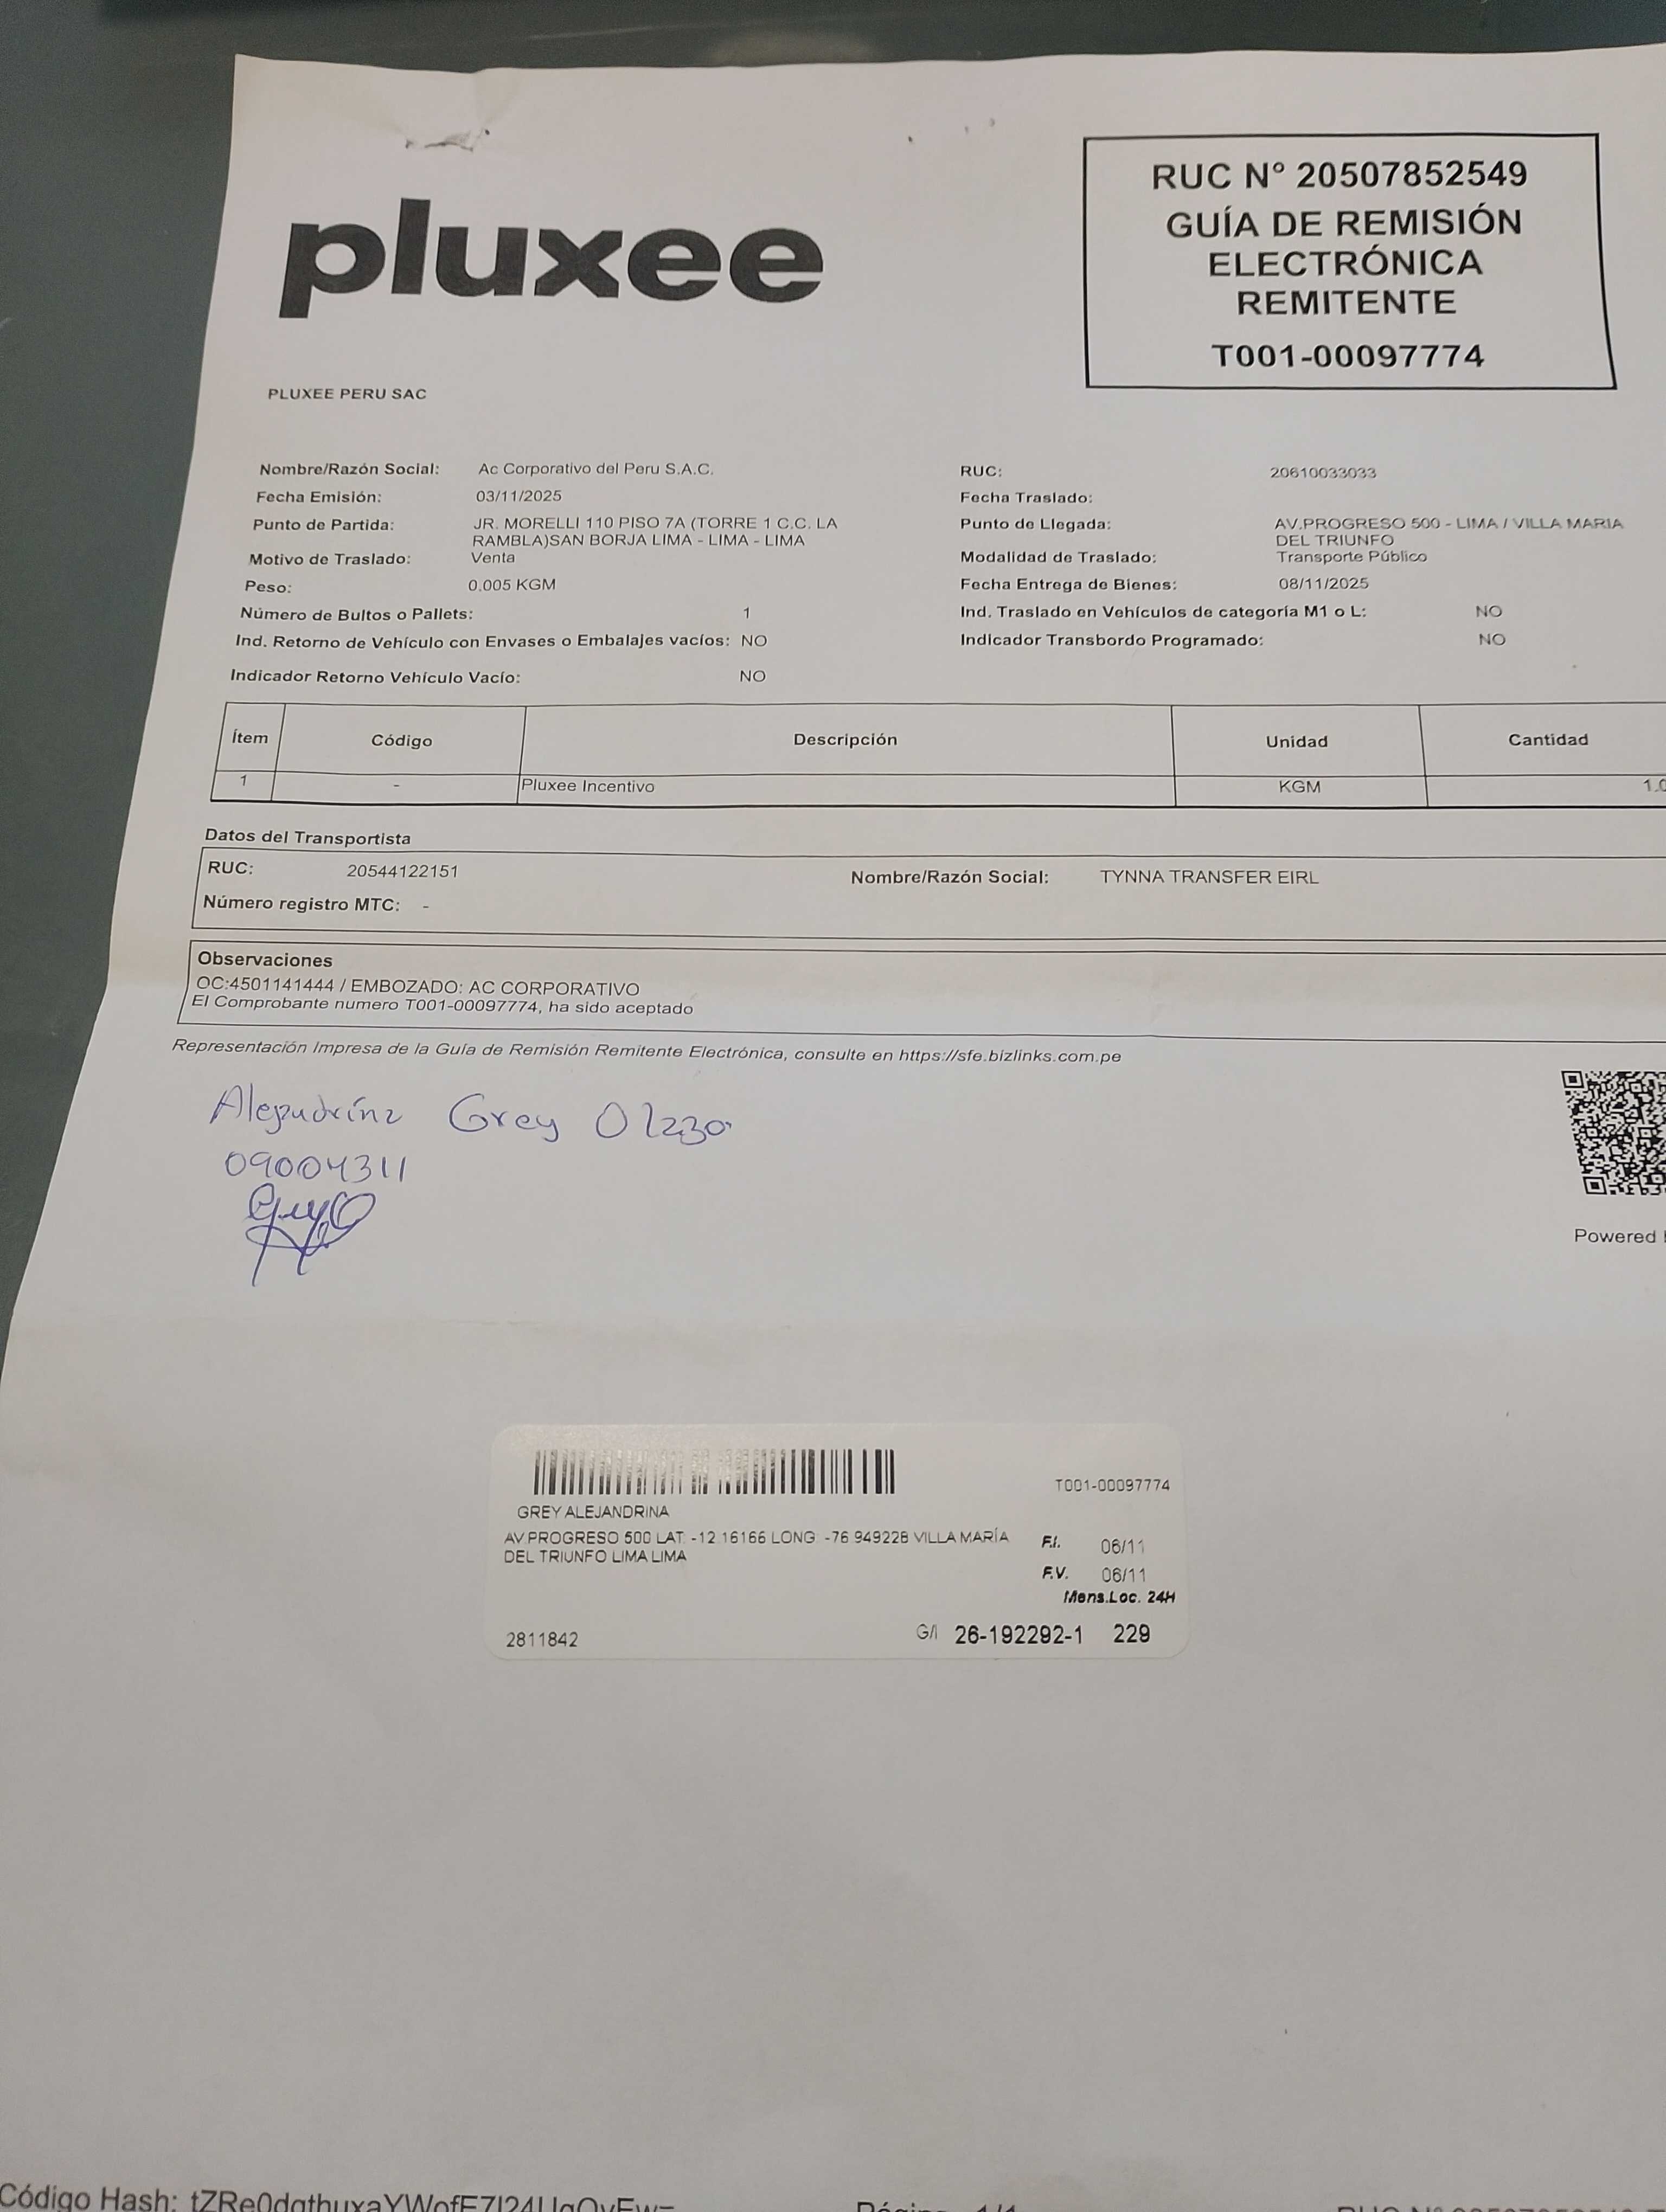 pluxee
RUC N° 20507852549
GUÍA DE REMISIÓN
ELECTRÓNICA
REMITENTE
T001-00097774
PLUXEE PERU SAC
Nombre/Razón Social: Ac Corporativo del Peru S.A.C. RUC: 20610033033
Fecha Emisión: 03/11/2025 Fecha Traslado:
Punto de Partida: JR. MORELLI 110 PISO 7A (TORRE 1 C.C. LA RAMBLA)SAN BORJA LIMA - LIMA - LIMA Punto de Llegada: AV.PROGRESO 500 - LIMA / VILLA MARIA DEL TRIUNFO
Motivo de Traslado: Venta Modalidad de Traslado: Transporte Público
Peso: 0.005 KGM Fecha Entrega de Bienes: 08/11/2025
Número de Bultos o Pallets: 1 Ind. Traslado en Vehículos de categoría M1 o L: NO
Ind. Retorno de Vehículo con Envases o Embalajes vacíos: NO Indicador Transbordo Programado: NO
Indicador Retorno Vehículo Vacío: NO
Ítem Código Descripción Unidad Cantidad
1 - Pluxee Incentivo KGM 1.0
Datos del Transportista
RUC: 20544122151 Nombre/Razón Social: TYNNA TRANSFER EIRL
Número registro MTC: -
Observaciones
OC:4501141444 / EMBOZADO: AC CORPORATIVO
El Comprobante numero T001-00097774, ha sido aceptado
Representación Impresa de la Guía de Remisión Remitente Electrónica, consulte en https://sfe.bizlinks.com.pe
Alejandrina Grey
09004311
Powered
T001-00097774
GREY ALEJANDRINA
AV.PROGRESO 500 LAT: -12.16166 LONG: -76.949228 VILLA MARÍA
DEL TRIUNFO LIMA LIMA
F.I. 06/11
F.V. 06/11
Mens.Loc. 24H
2811842 G/I 26-192292-1 229
Código Hash:
Página 1/1